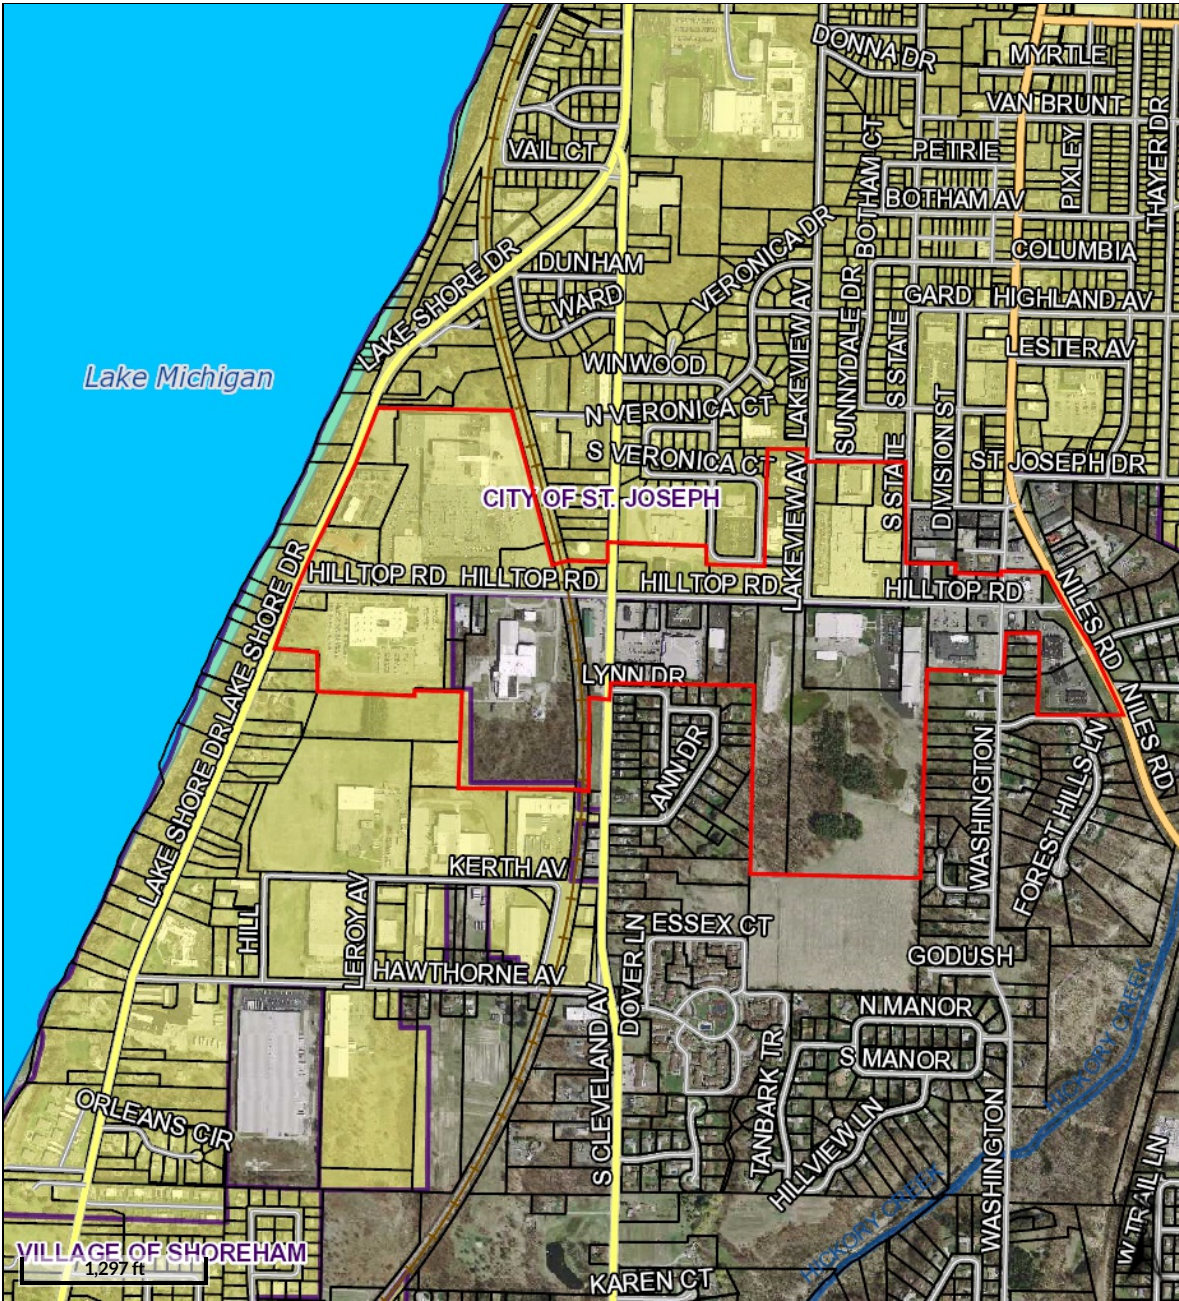 DONNA DR
MYRTLE
VAN BRUNT
VAIL CT
PETRIE
BOTHAM CT
PIXLEY
THAYER DR
BOTHAM AV
COLUMBIA
DUNHAM
VERONICA DR
LAKE SHORE DR
WARD
GARD
HIGHLAND AV
SUNNYDALE DR
LAKEVIEW AV
S STATE
LESTER AV
WINWOOD
Lake Michigan
N VERONICA CT
DIVISION ST
S VERONICA CT
ST JOSEPH DR
CITY OF ST. JOSEPH
S STATE
LAKEVIEW AV
HILLTOP RD
HILLTOP RD
HILLTOP RD
HILLTOP RD
LAKE SHORE DR
NILES RD
LYNN DR
NILES RD
ANN DR
LAKE SHORE DR
WASHINGTON
FOREST HILLS LN
KERTH AV
HILL
LEROY AV
ESSEX CT
DOVER LN
GODUSH
HAWTHORNE AV
N MANOR
S CLEVELAND AV
S MANOR
TANBARK TR
HICKORY CREEK
HILLVIEW LN
ORLEANS CIR
WASHINGTON
W TRAIL LN
HICKORY CREEK
VILLAGE OF SHOREHAM
1,297 ft
KAREN CT